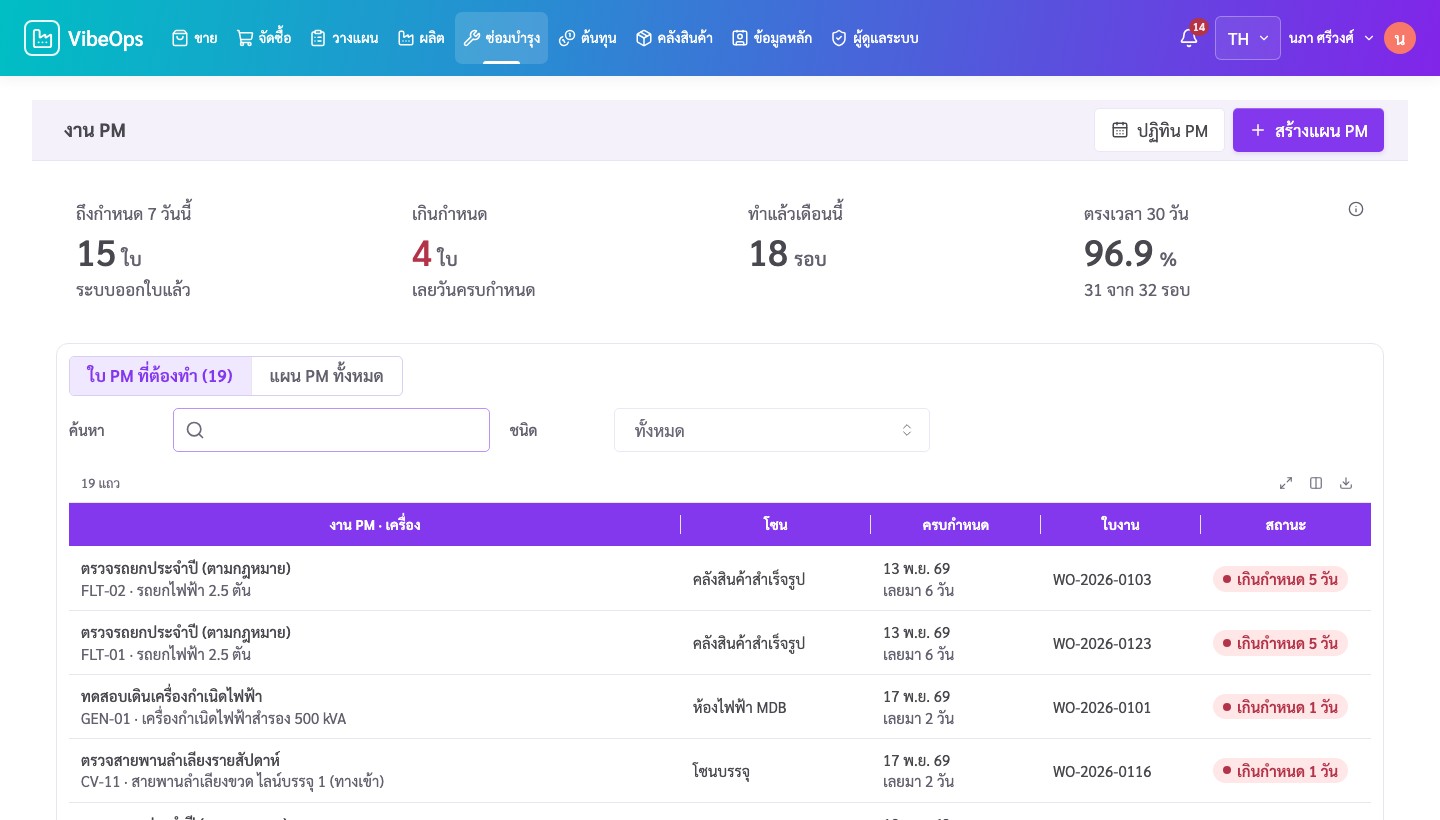 VibeOps
ขาย
จัดซื้อ
วางแผน
ผลิต
ซ่อมบำรุง
ต้นทุน
คลังสินค้า
ข้อมูลหลัก
ผู้ดูแลระบบ
14
TH
นภา ศรีวงศ์
น
งาน PM
ปฏิทิน PM
สร้างแผน PM
ถึงกำหนด 7 วันนี้
15 ใบ
ระบบออกใบแล้ว
เกินกำหนด
4 ใบ
เลยวันครบกำหนด
ทำแล้วเดือนนี้
18 รอบ
ตรงเวลา 30 วัน
96.9 %
31 จาก 32 รอบ
ใบ PM ที่ต้องทำ (19)
แผน PM ทั้งหมด
ค้นหา
ชนิด
ทั้งหมด
19 แถว
งาน PM · เครื่อง
โซน
ครบกำหนด
ใบงาน
สถานะ
ตรวจรถยกประจำปี (ตามกฎหมาย)
FLT-02 · รถยกไฟฟ้า 2.5 ตัน
คลังสินค้าสำเร็จรูป
13 พ.ย. 69
เลยมา 6 วัน
WO-2026-0103
เกินกำหนด 5 วัน
ตรวจรถยกประจำปี (ตามกฎหมาย)
FLT-01 · รถยกไฟฟ้า 2.5 ตัน
คลังสินค้าสำเร็จรูป
13 พ.ย. 69
เลยมา 6 วัน
WO-2026-0123
เกินกำหนด 5 วัน
ทดสอบเดินเครื่องกำเนิดไฟฟ้า
GEN-01 · เครื่องกำเนิดไฟฟ้าสำรอง 500 kVA
ห้องไฟฟ้า MDB
17 พ.ย. 69
เลยมา 2 วัน
WO-2026-0101
เกินกำหนด 1 วัน
ตรวจสายพานลำเลียงรายสัปดาห์
CV-11 · สายพานลำเลียงขวด ไลน์บรรจุ 1 (ทางเข้า)
โซนบรรจุ
17 พ.ย. 69
เลยมา 2 วัน
WO-2026-0116
เกินกำหนด 1 วัน